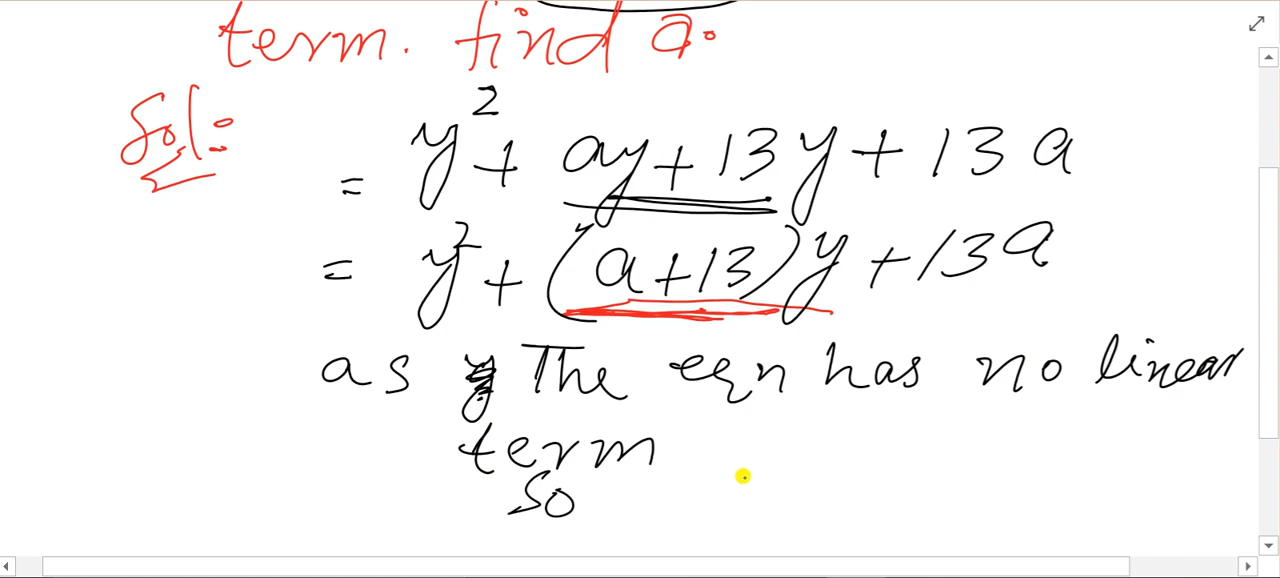 term. find a.
Sol:
= y² + ay + 13y + 13a
= y² + (a+13)y + 13a
as The eqn has no linear
term
So